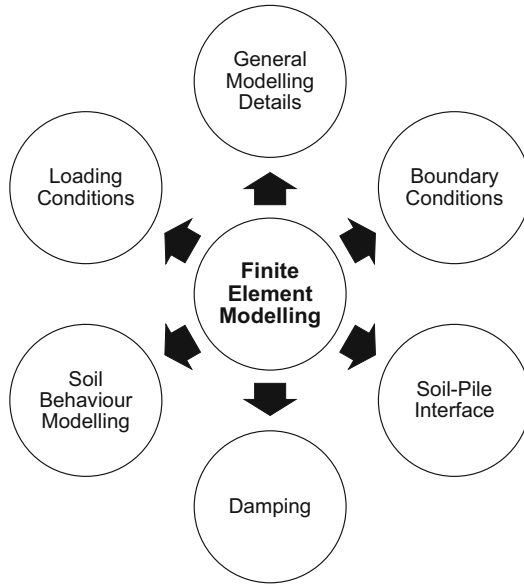 General
Modelling
Details
Loading
Conditions
Boundary
Conditions
Finite
Element
Modelling
Soil
Behaviour
Modelling
Soil-Pile
Interface
Damping